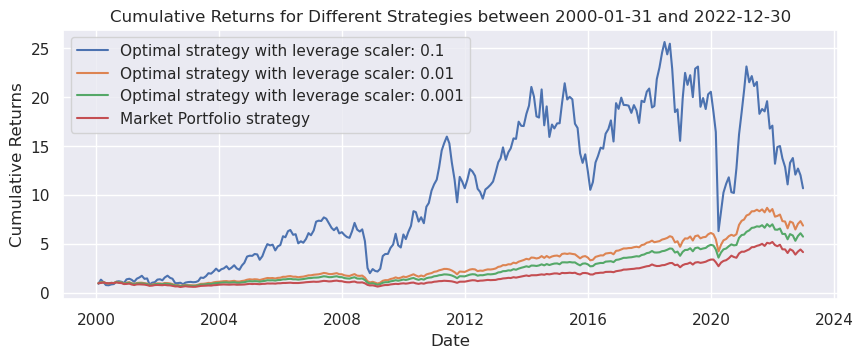 Cumulative Returns for Different Strategies between 2000-01-31 and 2022-12-30
Optimal strategy with leverage scaler: 0.1
Optimal strategy with leverage scaler: 0.01
Optimal strategy with leverage scaler: 0.001
Market Portfolio strategy
Cumulative Returns
25
20
15
10
5
0
2000 2004 2008 2012 2016 2020 2024
Date